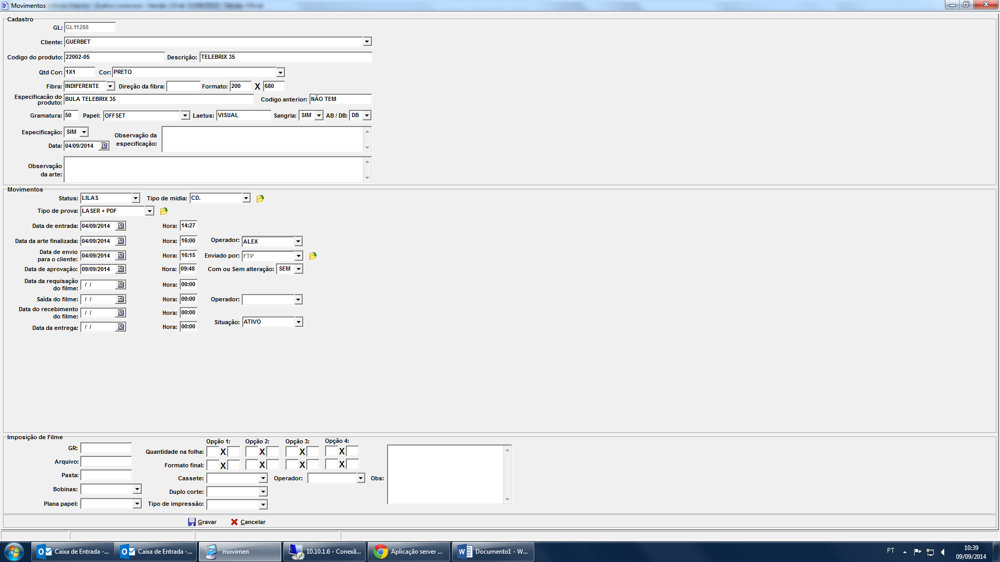 Movimentos
Cadastro
GL: GL11288
Cliente: GUERBET
Codigo do produto: 22002-05 Descrição: TELEBRIX 35
Qtd Cor: 1X1 Cor: PRETO
Fibra: INDIFERENTE Direção da fibra: Formato: 200 X 680
Especificacão do produto: BULA TELEBRIX 35 Codigo anterior: NÃO TEM
Gramatura: 50 Papel: OFFSET Laetus: VISUAL Sangria: SIM AB / DB: DB
Especificação: SIM Observação da especificação:
Data: 04/09/2014 15
Observação da arte:
Movimentos
Status: LILAS Tipo de midia: CD.
Tipo de prova: LASER + PDF
Data de entrada: 04/09/2014 15 Hora: 14:27
Data da arte finalizada: 04/09/2014 15 Hora: 16:00 Operador: ALEX
Data de envio para o cliente: 04/09/2014 15 Hora: 16:15 Enviado por: FTP
Data de aprovação: 09/09/2014 15 Hora: 09:48 Com ou Sem alteração: SEM
Data da requisação do filme: / / 15 Hora: 00:00
Saída do filme: / / 15 Hora: 00:00 Operador:
Data do recebimento do filme: / / 15 Hora: 00:00
Situação: ATIVO
Data da entrega: / / 15 Hora: 00:00
Imposição de Filme
Opção 1: Opção 2: Opção 3: Opção 4:
GR: Quantidade na folha: X X X X
Arquivo: Formato final: X X X X
Pasta: Cassete: Operador: Obs:
Bobinas: Duplo corte:
Plana papel: Tipo de impressão:
Gravar Cancelar
Caixa de Entrada -... Caixa de Entrada -... movimen 10.10.1.6 - Conexã... Aplicação server ... Documento1 - W... PT 10:39
09/09/2014